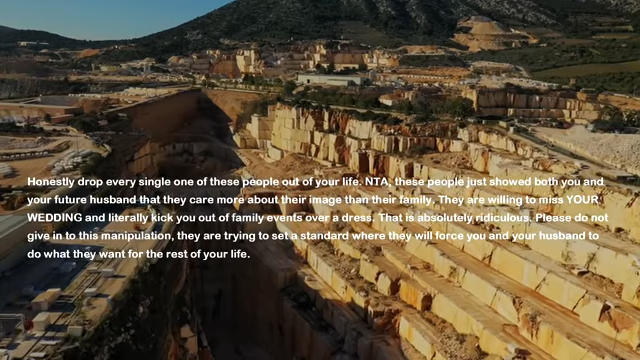 Honestly drop every single one of these people out of your life. NTA, these people just showed both you and
your future husband that they care more about their image than their family. They are willing to miss YOUR
WEDDING and literally kick you out of family events over a dress. That is absolutely ridiculous. Please do not
give in to this manipulation, they are trying to set a standard where they will force you and your husband to
do what they want for the rest of your life.